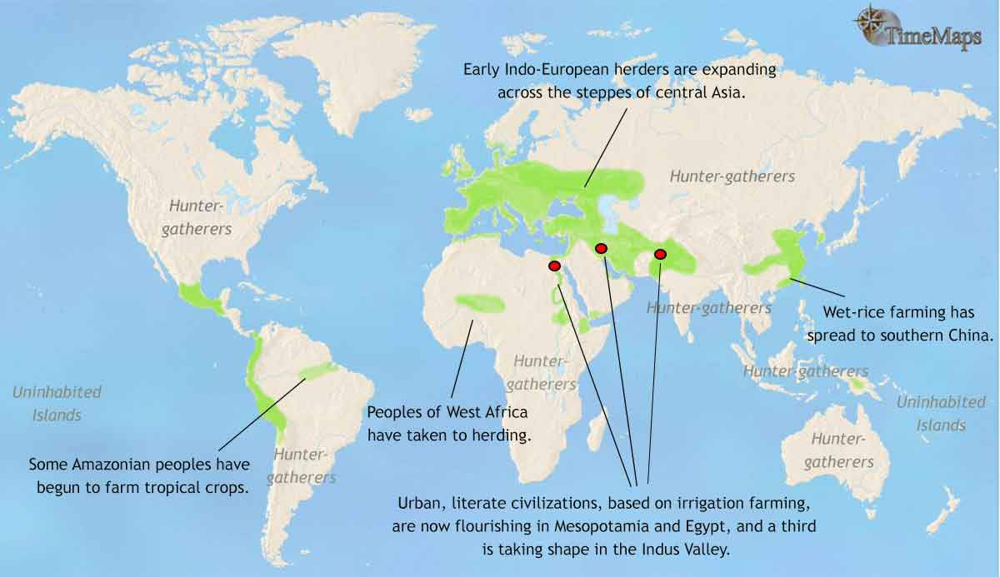 TimeMaps
Early Indo-European herders are expanding
across the steppes of central Asia.
Hunter-gatherers
Hunter-
gatherers
Hunter-gatherers
Wet-rice farming has
spread to southern China.
Hunter-
gatherers
Hunter-gatherers
Uninhabited
Islands
Uninhabited
Islands
Peoples of West Africa
have taken to herding.
Hunter-
gatherers
Some Amazonian peoples have
begun to farm tropical crops.
Hunter-
gatherers
Urban, literate civilizations, based on irrigation farming,
are now flourishing in Mesopotamia and Egypt, and a third
is taking shape in the Indus Valley.